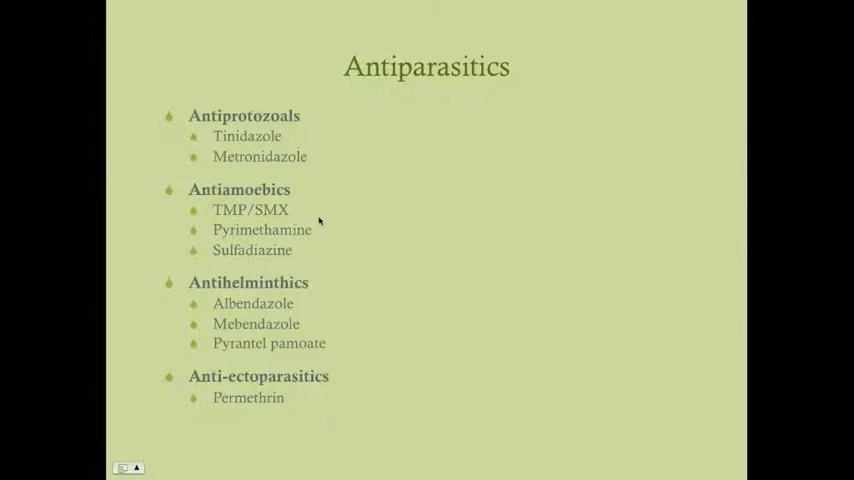 Antiparasitics
Antiprotozoals
Tinidazole
Metronidazole
Antiamoebics
TMP/SMX
Pyrimethamine
Sulfadiazine
Antihelminthics
Albendazole
Mebendazole
Pyrantel pamoate
Anti-ectoparasitics
Permethrin